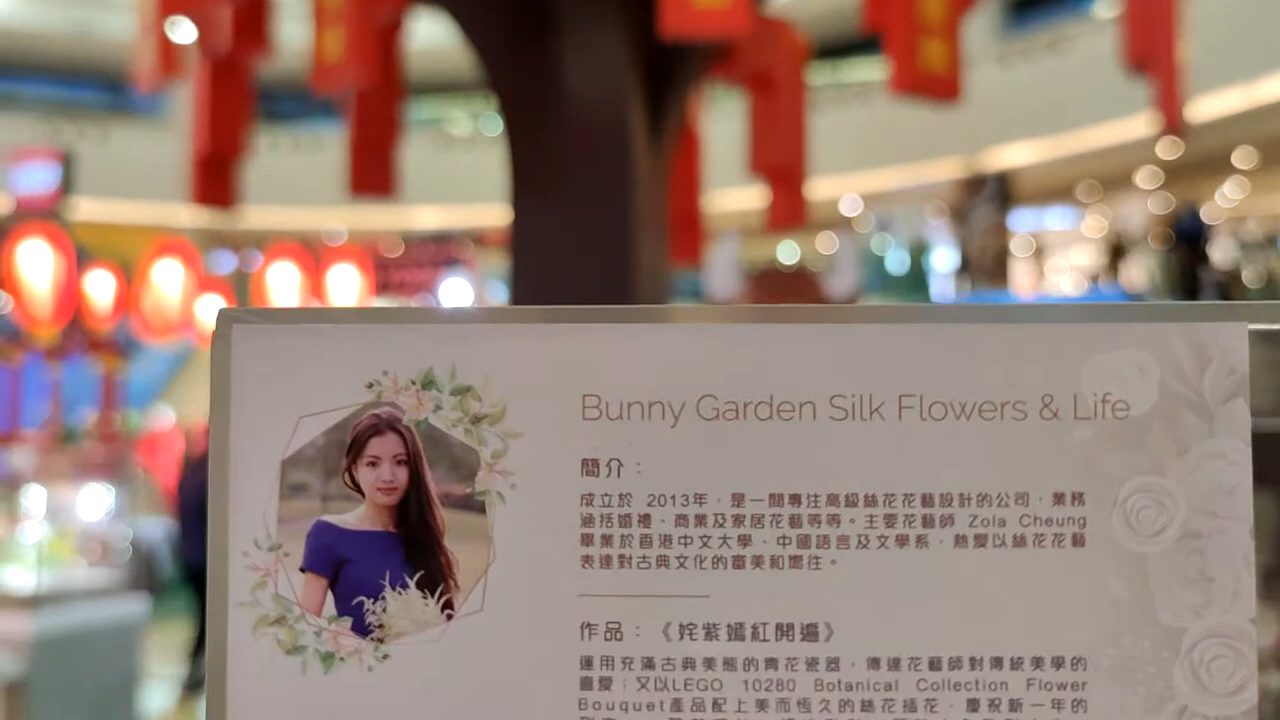 Bunny Garden Silk Flowers & Life
簡介：
成立於 2013年，是一間專注高級絲花花藝設計的公司，業務
涵括婚禮、商業及家居花藝等等。主要花藝師 Zola Cheung
畢業於香港中文大學、中國語言及文學系，熱愛以絲花花藝
表達對古典文化的審美和嚮往。
作品：《姹紫嫣紅開遍》
運用充滿古典美態的青花瓷器，傳達花藝師對傳統美學的
喜愛；又以LEGO 10280 Botanical Collection Flower
Bouquet產品配上美而恆久的絲花插花，慶祝新一年的